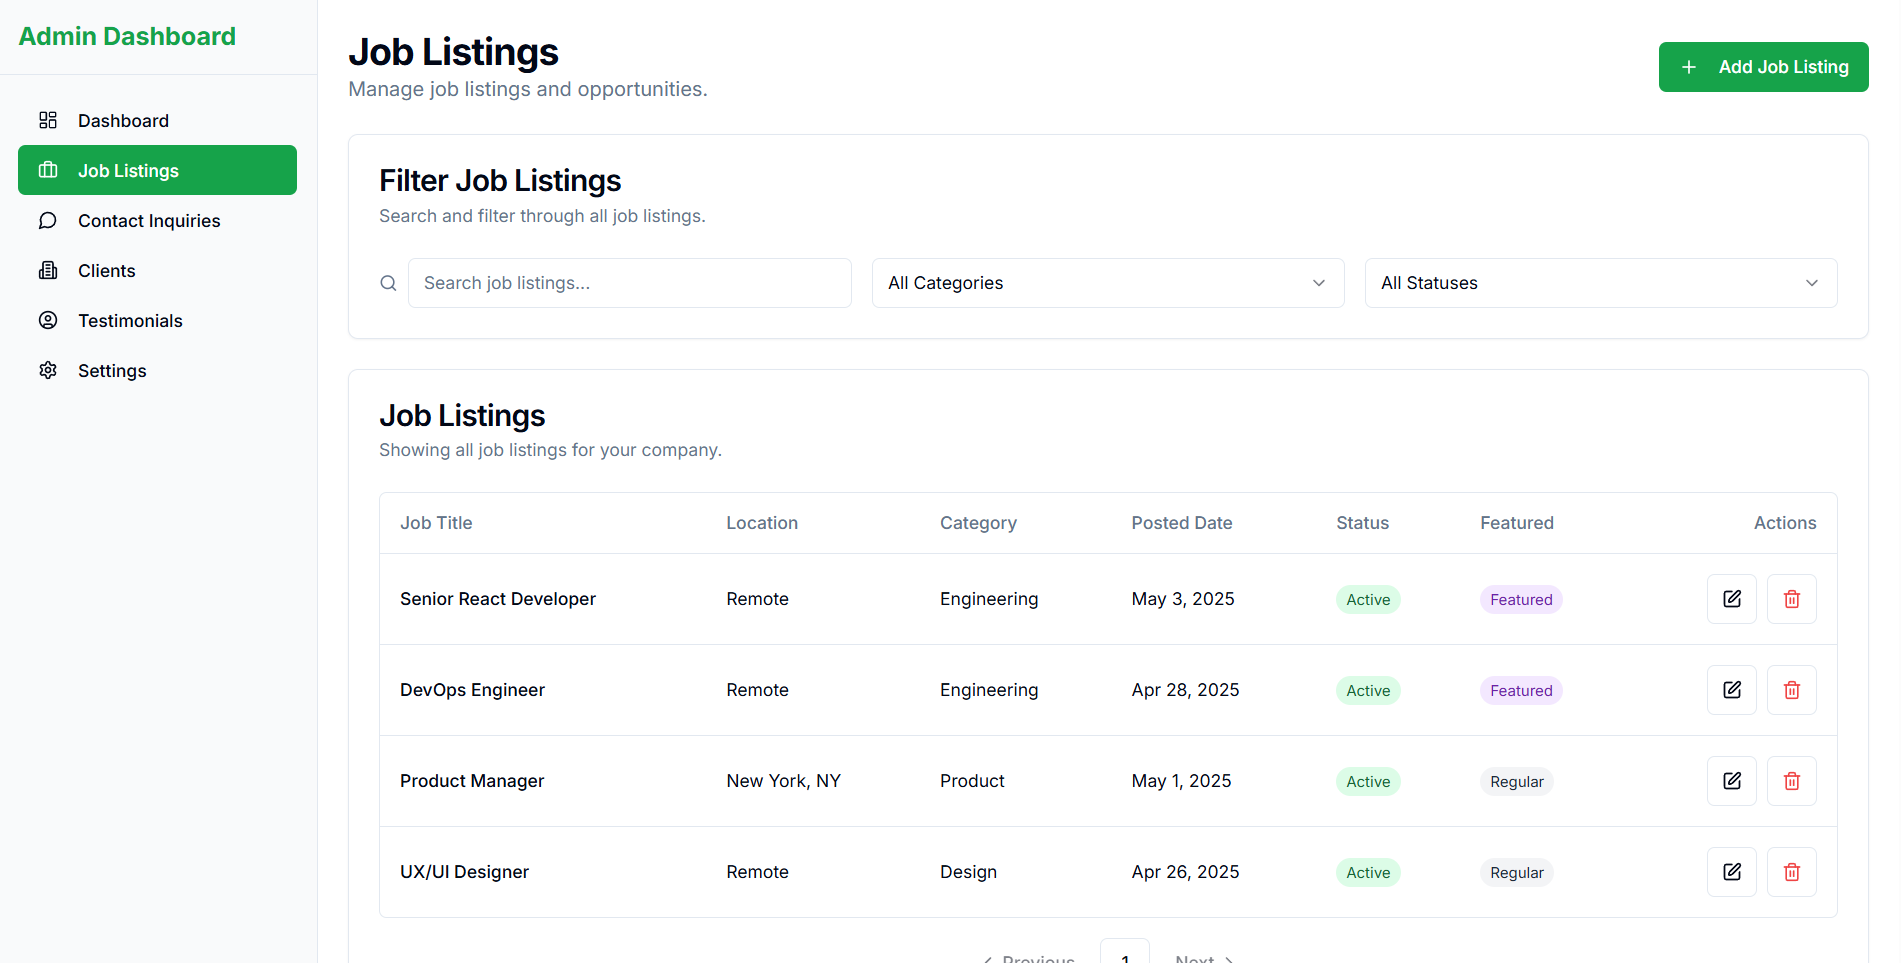 Admin Dashboard
Dashboard
Job Listings
Contact Inquiries
Clients
Testimonials
Settings
Job Listings
Manage job listings and opportunities.
Add Job Listing
Filter Job Listings
Search and filter through all job listings.
Search job listings...
All Categories
All Statuses
Job Listings
Showing all job listings for your company.
Job Title Location Category Posted Date Status Featured Actions
Senior React Developer Remote Engineering May 3, 2025 Active Featured
DevOps Engineer Remote Engineering Apr 28, 2025 Active Featured
Product Manager New York, NY Product May 1, 2025 Active Regular
UX/UI Designer Remote Design Apr 26, 2025 Active Regular
Previous 1 Next